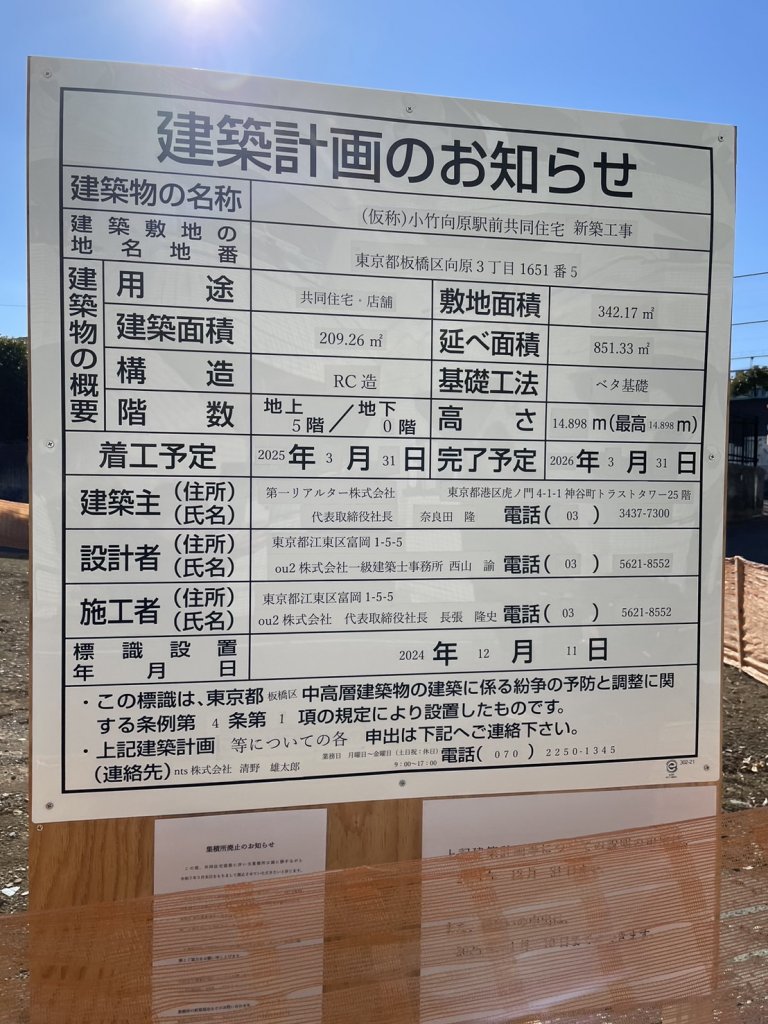 建築計画のお知らせ
建築物の名称 (仮称)小竹向原駅前共同住宅 新築工事
建築敷地の地名地番 東京都板橋区向原3丁目1651番5
建築物の概要
用途 共同住宅・店舗 敷地面積 342.17㎡
建築面積 209.26㎡ 延べ面積 851.33㎡
構造 RC造 基礎工法 ベタ基礎
階数 地上5階/地下0階 高さ 14.898m(最高14.898m)
着工予定 2025年3月31日 完了予定 2026年3月31日
建築主(住所)(氏名) 第一リアルター株式会社 東京都港区虎ノ門4-1-1神谷町トラストタワー25階
代表取締役社長 奈良田 隆 電話(03)3437-7300
設計者(住所)(氏名) 東京都江東区富岡1-5-5
ou2株式会社一級建築士事務所 西山 諭 電話(03)5621-8552
施工者(住所)(氏名) 東京都江東区富岡1-5-5
ou2株式会社 代表取締役社長 長張 隆史 電話(03)5621-8552
標識設置年月日 2024年12月11日
・この標識は、東京都板橋区中高層建築物の建築に係る紛争の予防と調整に関
する条例第4条第1項の規定により設置したものです。
・上記建築計画等についての各申出は下記へご連絡下さい。
(連絡先)nts株式会社 清野 雄太郎 業務日 月曜日〜金曜日(土日祝:休日) 9:00〜17:00 電話(070)2250-1345
302-21
集積所廃止のお知らせ